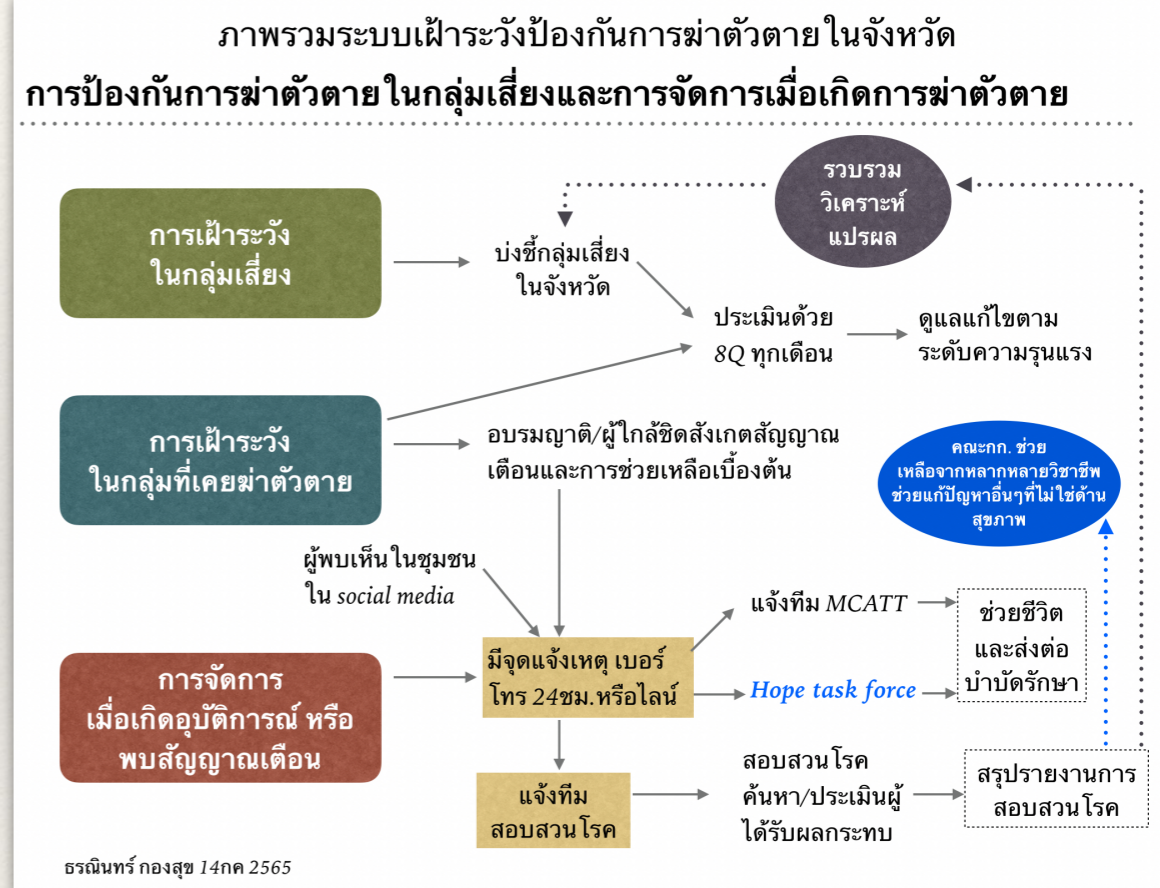 ภาพรวมระบบเฝ้าระวังป้องกันการฆ่าตัวตายในจังหวัด
การป้องกันการฆ่าตัวตายในกลุ่มเสี่ยงและการจัดการเมื่อเกิดการฆ่าตัวตาย
รวบรวม
วิเคราะห์
แปรผล
การเฝ้าระวัง
ในกลุ่มเสี่ยง
บ่งชี้กลุ่มเสี่ยง
ในจังหวัด
ประเมินด้วย
8Q ทุกเดือน
ดูแลแก้ไขตาม
ระดับความรุนแรง
การเฝ้าระวัง
ในกลุ่มที่เคยฆ่าตัวตาย
อบรมญาติ/ผู้ใกล้ชิดสังเกตสัญญาณ
เตือนและการช่วยเหลือเบื้องต้น
คณะกก. ช่วย
เหลือจากหลากหลายวิชาชีพ
ช่วยแก้ปัญหาอื่นๆที่ไม่ใช่ด้าน
สุขภาพ
ผู้พบเห็นในชุมชน
ใน social media
การจัดการ
เมื่อเกิดอุบัติการณ์ หรือ
พบสัญญาณเตือน
มีจุดแจ้งเหตุ เบอร์
โทร 24ชม.หรือไลน์
แจ้งทีม MCATT
Hope task force
ช่วยชีวิต
และส่งต่อ
บำบัดรักษา
แจ้งทีม
สอบสวนโรค
สอบสวนโรค
ค้นหา/ประเมินผู้
ได้รับผลกระทบ
สรุปรายงานการ
สอบสวนโรค
ธรณินทร์ กองสุข 14กค 2565